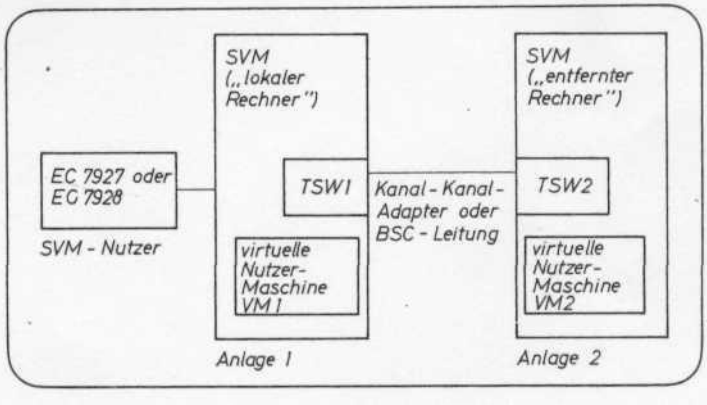 SVM
(„lokaler
Rechner")
SVM
(„entfernter
Rechner")
EC 7927 oder
EC 7928
SVM - Nutzer
TSW1
Kanal - Kanal -
Adapter oder
BSC - Leitung
TSW2
virtuelle
Nutzer-
Maschine
VM1
virtuelle
Nutzer-
Maschine
VM2
Anlage 1
Anlage 2